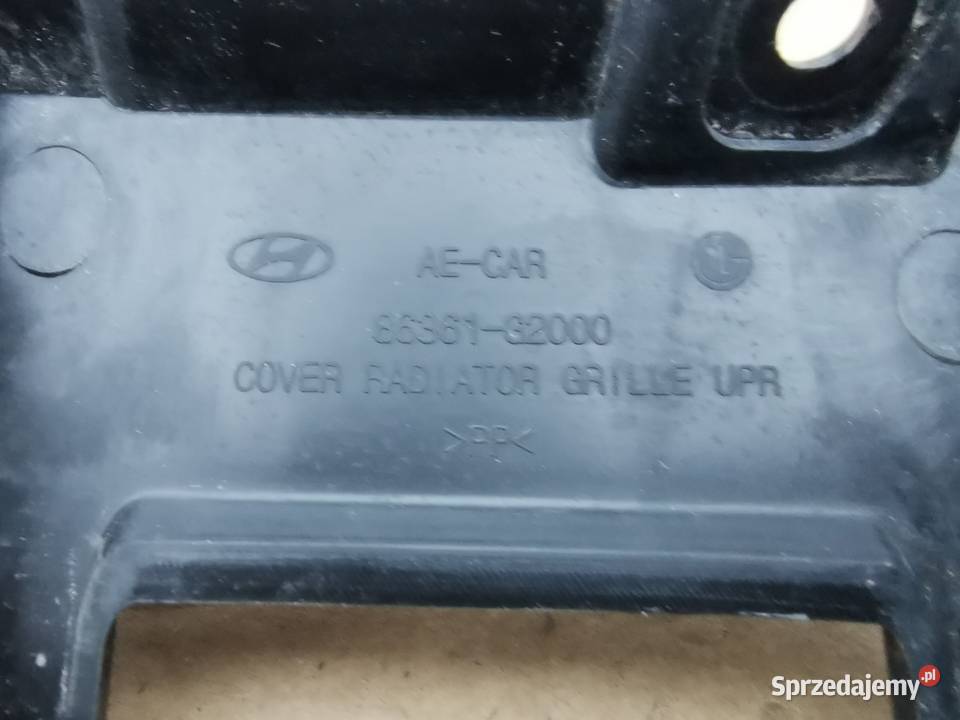 AE-CAR
86361-G2000
COVER RADIATOR GRILLE UPR
>PP<
Sprzedajemy.pl